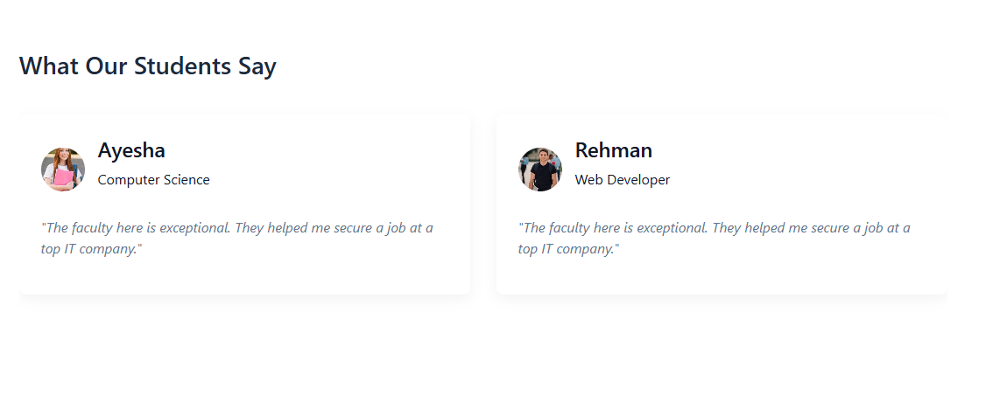 What Our Students Say
Ayesha
Computer Science
"The faculty here is exceptional. They helped me secure a job at a
top IT company."
Rehman
Web Developer
"The faculty here is exceptional. They helped me secure a job at a
top IT company."